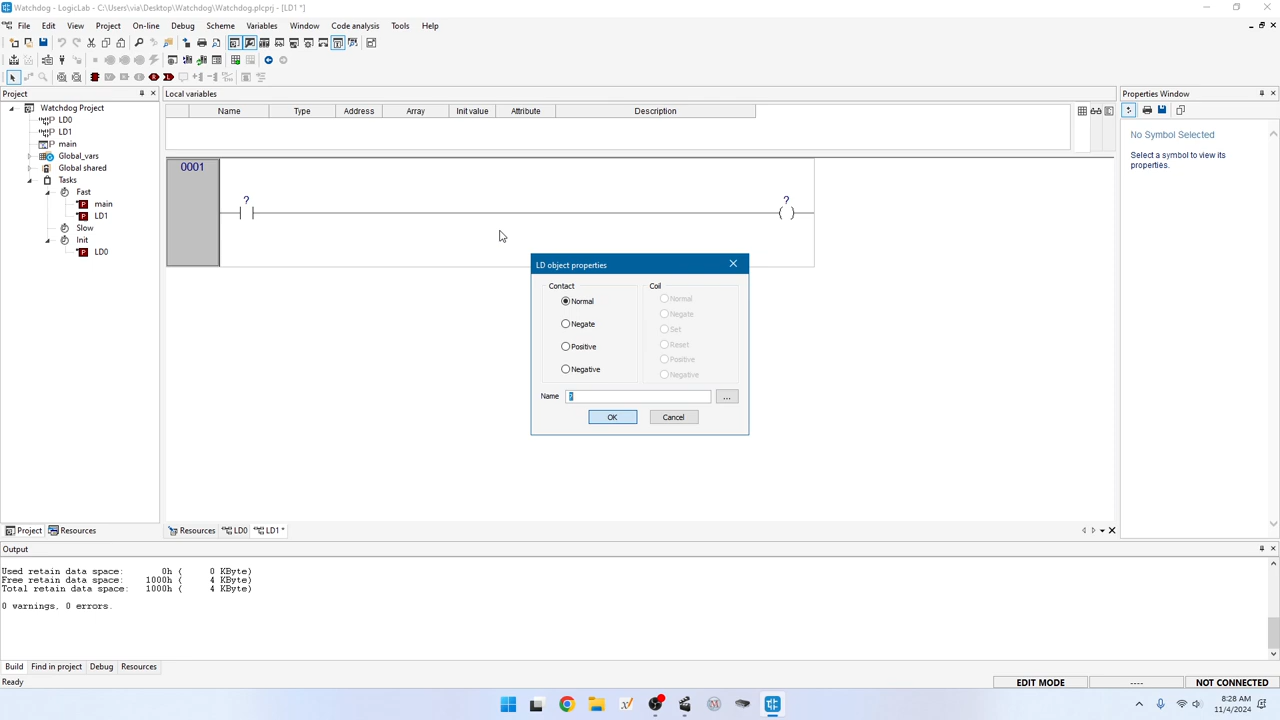 Watchdog - LogicLab - C:\Users\via\Desktop\Watchdog\Watchdog.plcprj - [LD1 *]
File Edit View Project On-line Debug Scheme Variables Window Code analysis Tools Help
Project
Watchdog Project
LD0
LD1
main
Global_vars
Global shared
Tasks
Fast
main
LD1
Slow
Init
LD0
Project Resources
Local variables
Name Type Address Array Init value Attribute Description
0001
? ?
LD object properties
Contact Coil
Normal Normal
Negate Negate
Set
Positive Reset
Positive
Negative Negative
Name ? ...
OK Cancel
Resources LD0 LD1 *
Properties Window
No Symbol Selected
Select a symbol to view its
properties.
Output
Used retain data space: 0h ( 0 KByte)
Free retain data space: 1000h ( 4 KByte)
Total retain data space: 1000h ( 4 KByte)
0 warnings, 0 errors.
Build Find in project Debug Resources
Ready EDIT MODE ---- NOT CONNECTED
8:28 AM
11/4/2024